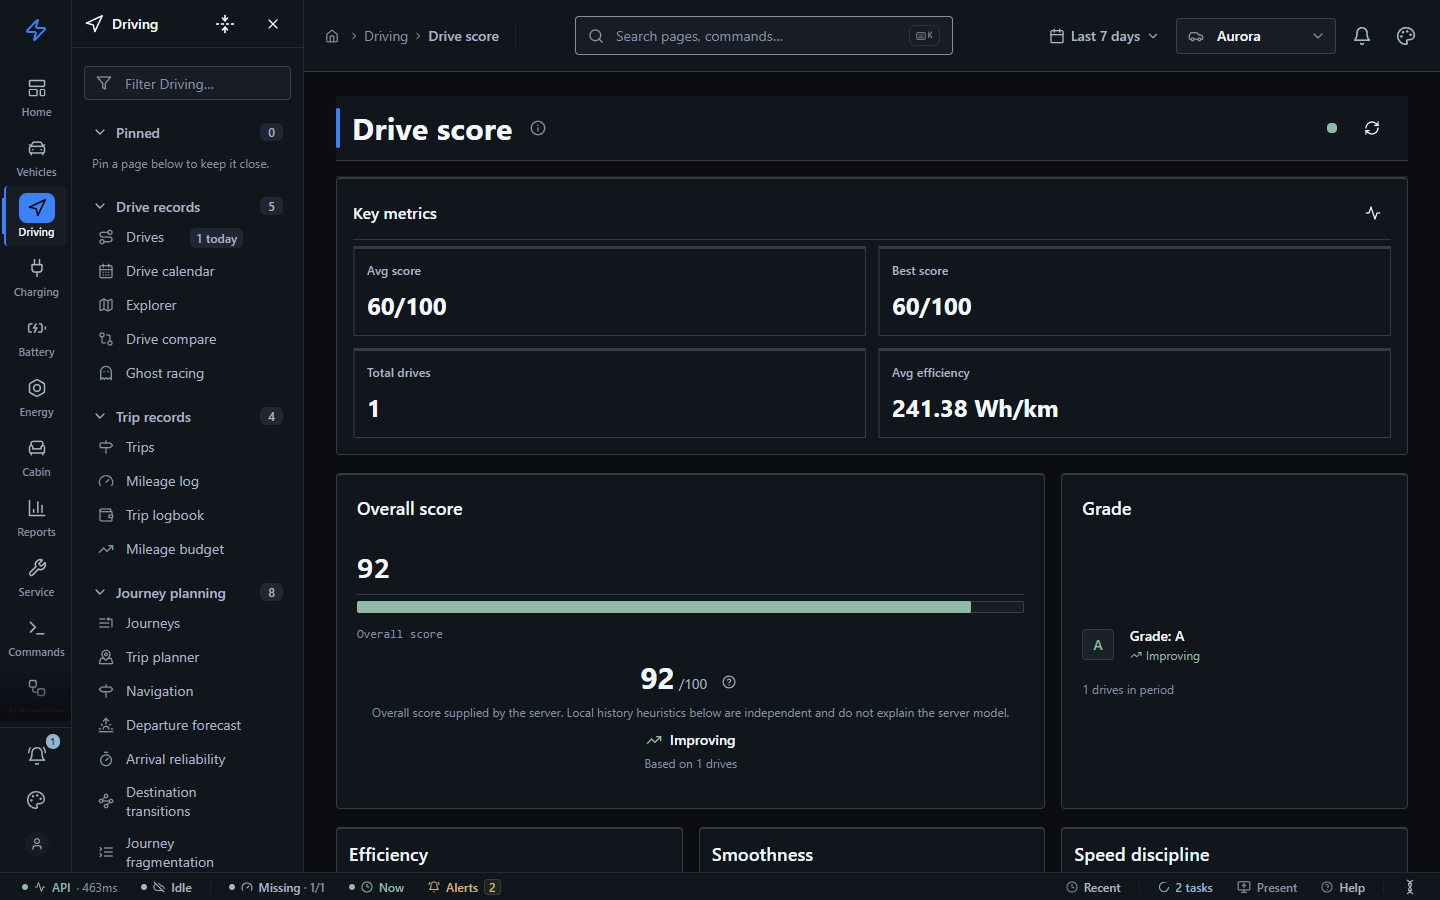 Driving
Driving
Drive score
Search pages, commands...
K
Last 7 days
Aurora
Home
Vehicles
Driving
Charging
Battery
Energy
Cabin
Reports
Service
Commands
1
Filter Driving...
Pinned
0
Pin a page below to keep it close.
Drive records
5
Drives
1 today
Drive calendar
Explorer
Drive compare
Ghost racing
Trip records
4
Trips
Mileage log
Trip logbook
Mileage budget
Journey planning
8
Journeys
Trip planner
Navigation
Departure forecast
Arrival reliability
Destination
transitions
Journey
fragmentation
Drive score
Key metrics
Avg score
60/100
Best score
60/100
Total drives
1
Avg efficiency
241.38 Wh/km
Overall score
92
Overall score
92 /100
Overall score supplied by the server. Local history heuristics below are independent and do not explain the server model.
Improving
Based on 1 drives
Grade
A
Grade: A
Improving
1 drives in period
Efficiency
Smoothness
Speed discipline
API · 463ms
Idle
Missing · 1/1
Now
Alerts 2
Recent
2 tasks
Present
Help